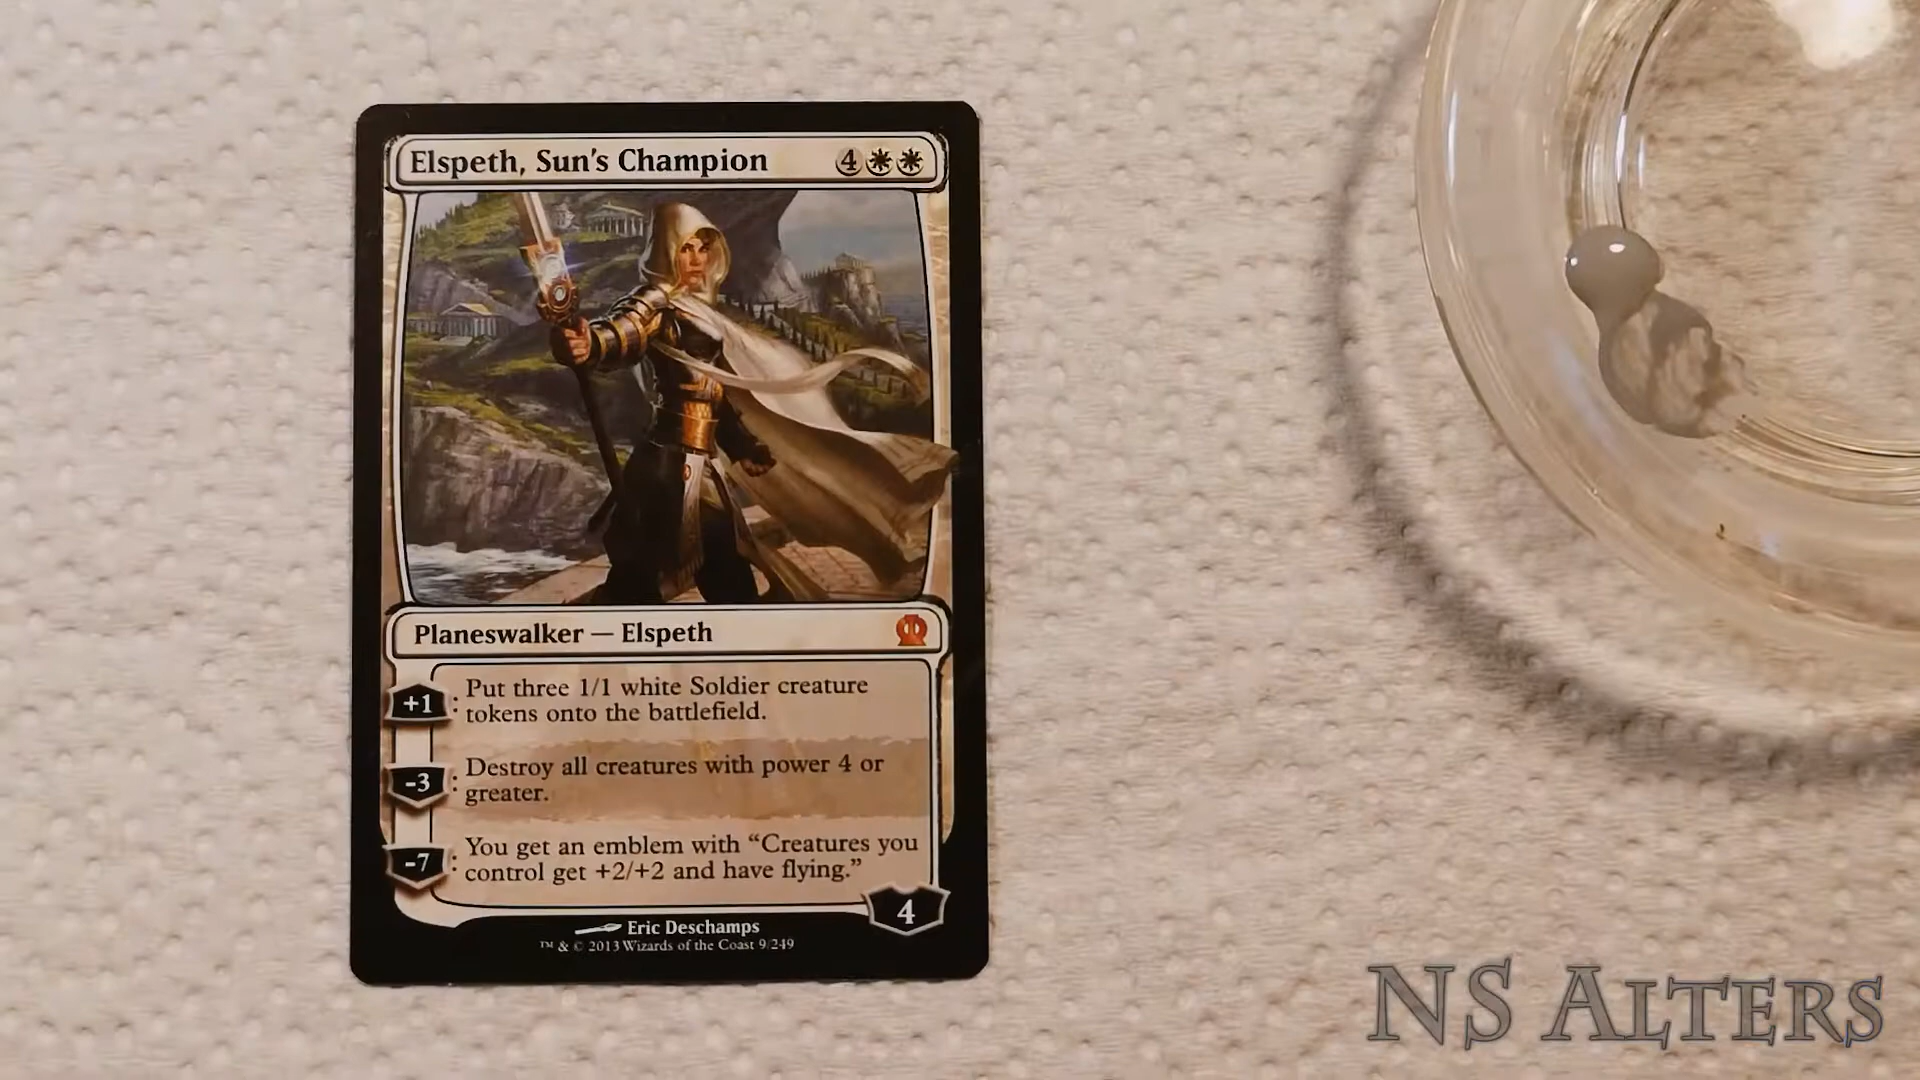 Elspeth, Sun's Champion 4
Planeswalker — Elspeth
+1 : Put three 1/1 white Soldier creature
tokens onto the battlefield.
-3 : Destroy all creatures with power 4 or
greater.
-7 : You get an emblem with “Creatures you
control get +2/+2 and have flying.”
4
Eric Deschamps
™ & © 2013 Wizards of the Coast 9/249
NS Alters